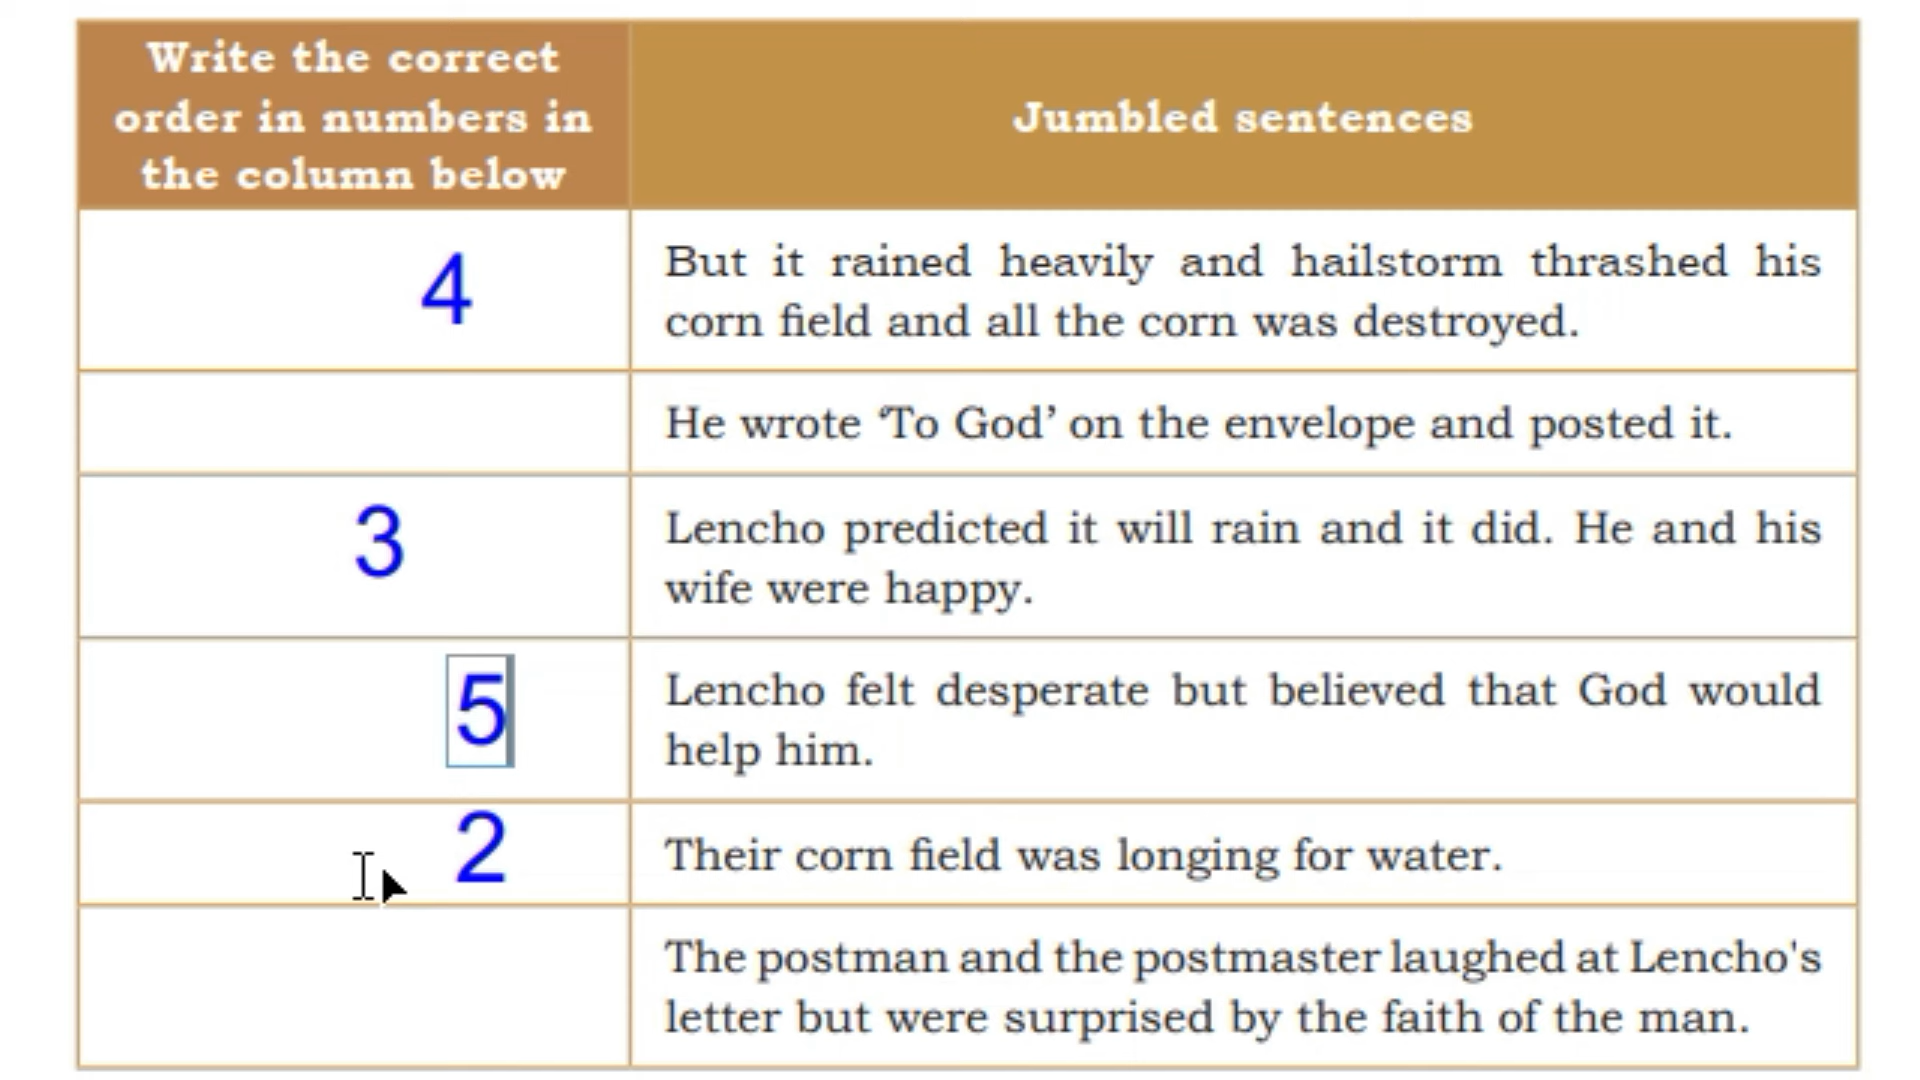 Write the correct
order in numbers in
the column below
Jumbled sentences
4
But it rained heavily and hailstorm thrashed his
corn field and all the corn was destroyed.
He wrote ‘To God’ on the envelope and posted it.
3
Lencho predicted it will rain and it did. He and his
wife were happy.
5
Lencho felt desperate but believed that God would
help him.
2
Their corn field was longing for water.
The postman and the postmaster laughed at Lencho's
letter but were surprised by the faith of the man.